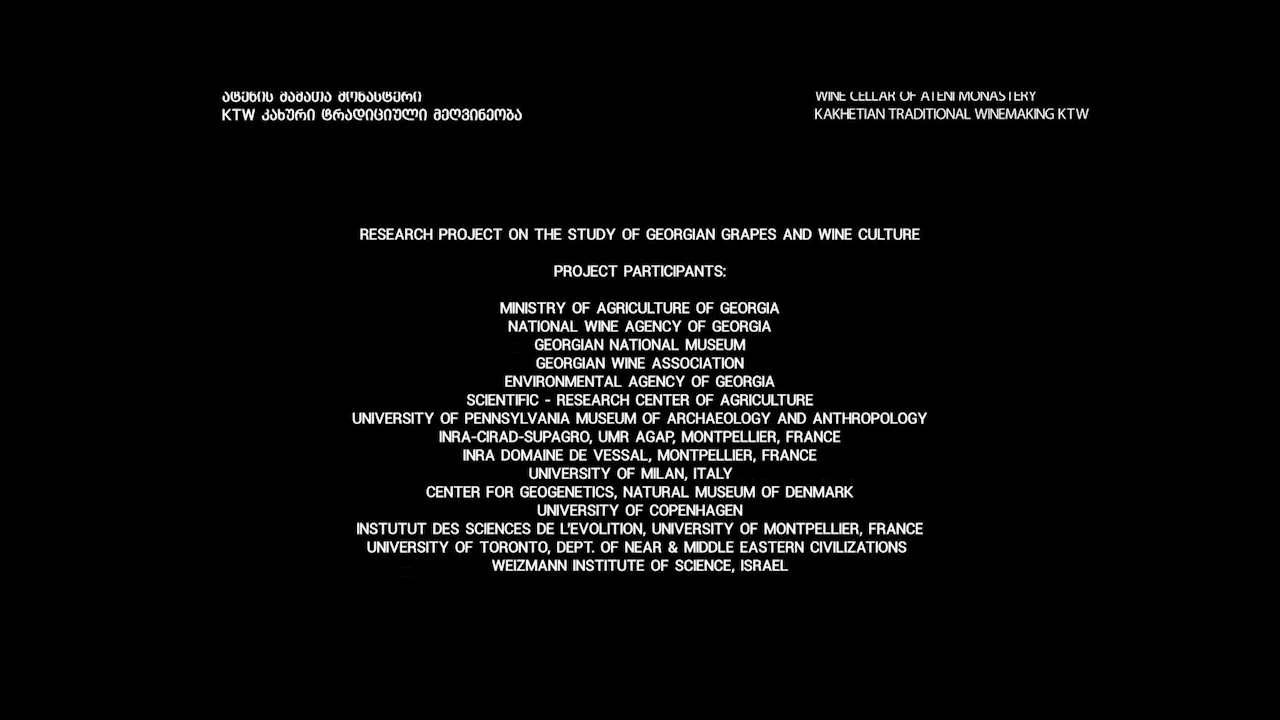 ატენის მამათა მონასტერი
WINE CELLAR OF ATENI MONASTERY
KTW კახური ტრადიციული მეღვინეობა
KAKHETIAN TRADITIONAL WINEMAKING KTW
RESEARCH PROJECT ON THE STUDY OF GEORGIAN GRAPES AND WINE CULTURE
PROJECT PARTICIPANTS:
MINISTRY OF AGRICULTURE OF GEORGIA
NATIONAL WINE AGENCY OF GEORGIA
GEORGIAN NATIONAL MUSEUM
GEORGIAN WINE ASSOCIATION
ENVIRONMENTAL AGENCY OF GEORGIA
SCIENTIFIC - RESEARCH CENTER OF AGRICULTURE
UNIVERSITY OF PENNSYLVANIA MUSEUM OF ARCHAEOLOGY AND ANTHROPOLOGY
INRA-CIRAD-SUPAGRO, UMR AGAP, MONTPELLIER, FRANCE
INRA DOMAINE DE VESSAL, MONTPELLIER, FRANCE
UNIVERSITY OF MILAN, ITALY
CENTER FOR GEOGENETICS, NATURAL MUSEUM OF DENMARK
UNIVERSITY OF COPENHAGEN
INSTUTUT DES SCIENCES DE L'EVOLITION, UNIVERSITY OF MONTPELLIER, FRANCE
UNIVERSITY OF TORONTO, DEPT. OF NEAR & MIDDLE EASTERN CIVILIZATIONS
WEIZMANN INSTITUTE OF SCIENCE, ISRAEL